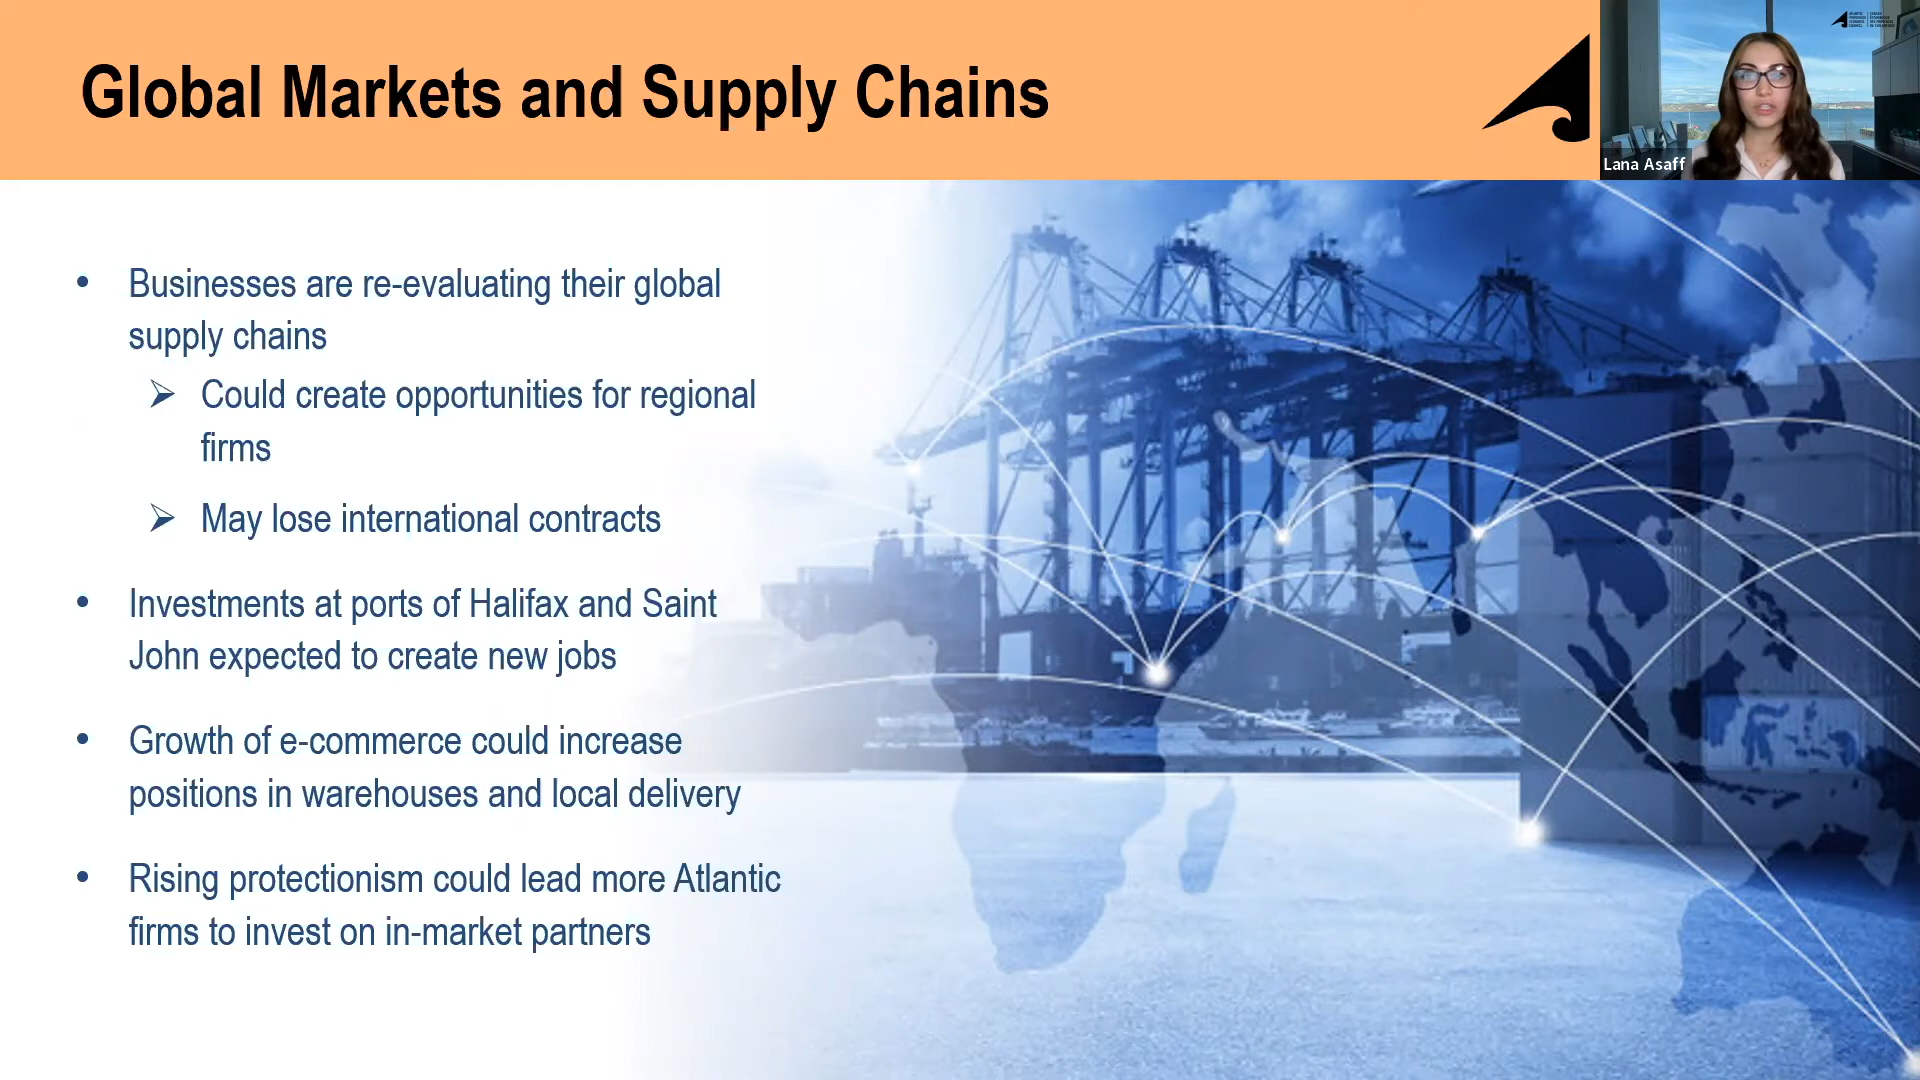 Global Markets and Supply Chains
Lana Asaff
• Businesses are re-evaluating their global
supply chains
➢ Could create opportunities for regional
firms
➢ May lose international contracts
• Investments at ports of Halifax and Saint
John expected to create new jobs
• Growth of e-commerce could increase
positions in warehouses and local delivery
• Rising protectionism could lead more Atlantic
firms to invest on in-market partners